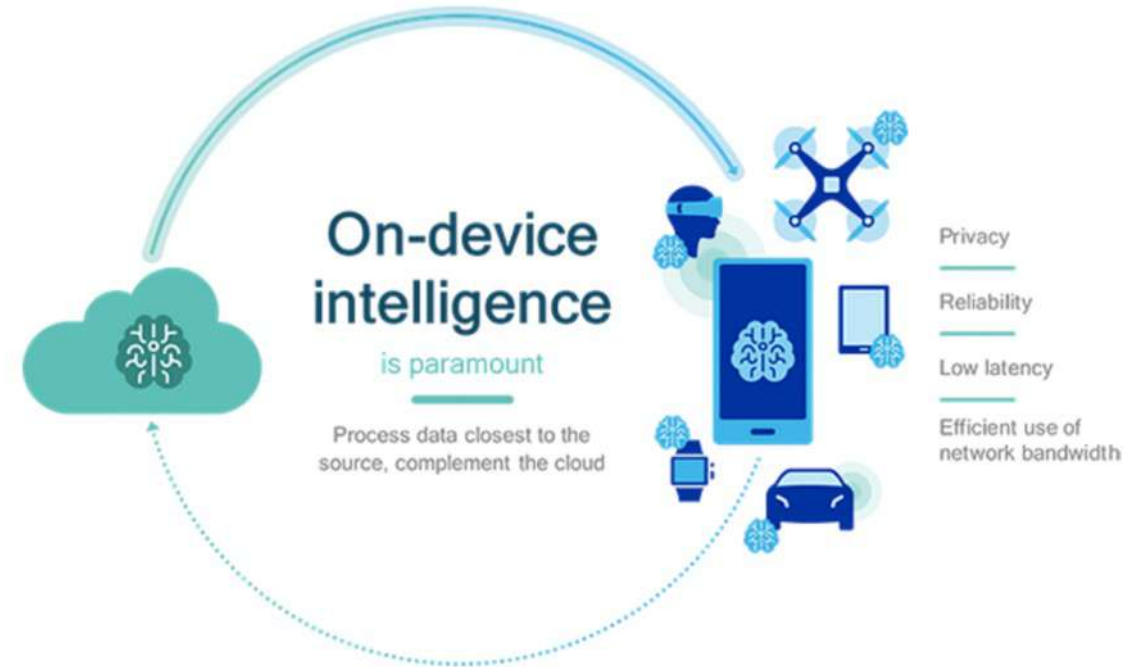 On-device
intelligence
is paramount
Process data closest to the
source, complement the cloud
Privacy
Reliability
Low latency
Efficient use of
network bandwidth